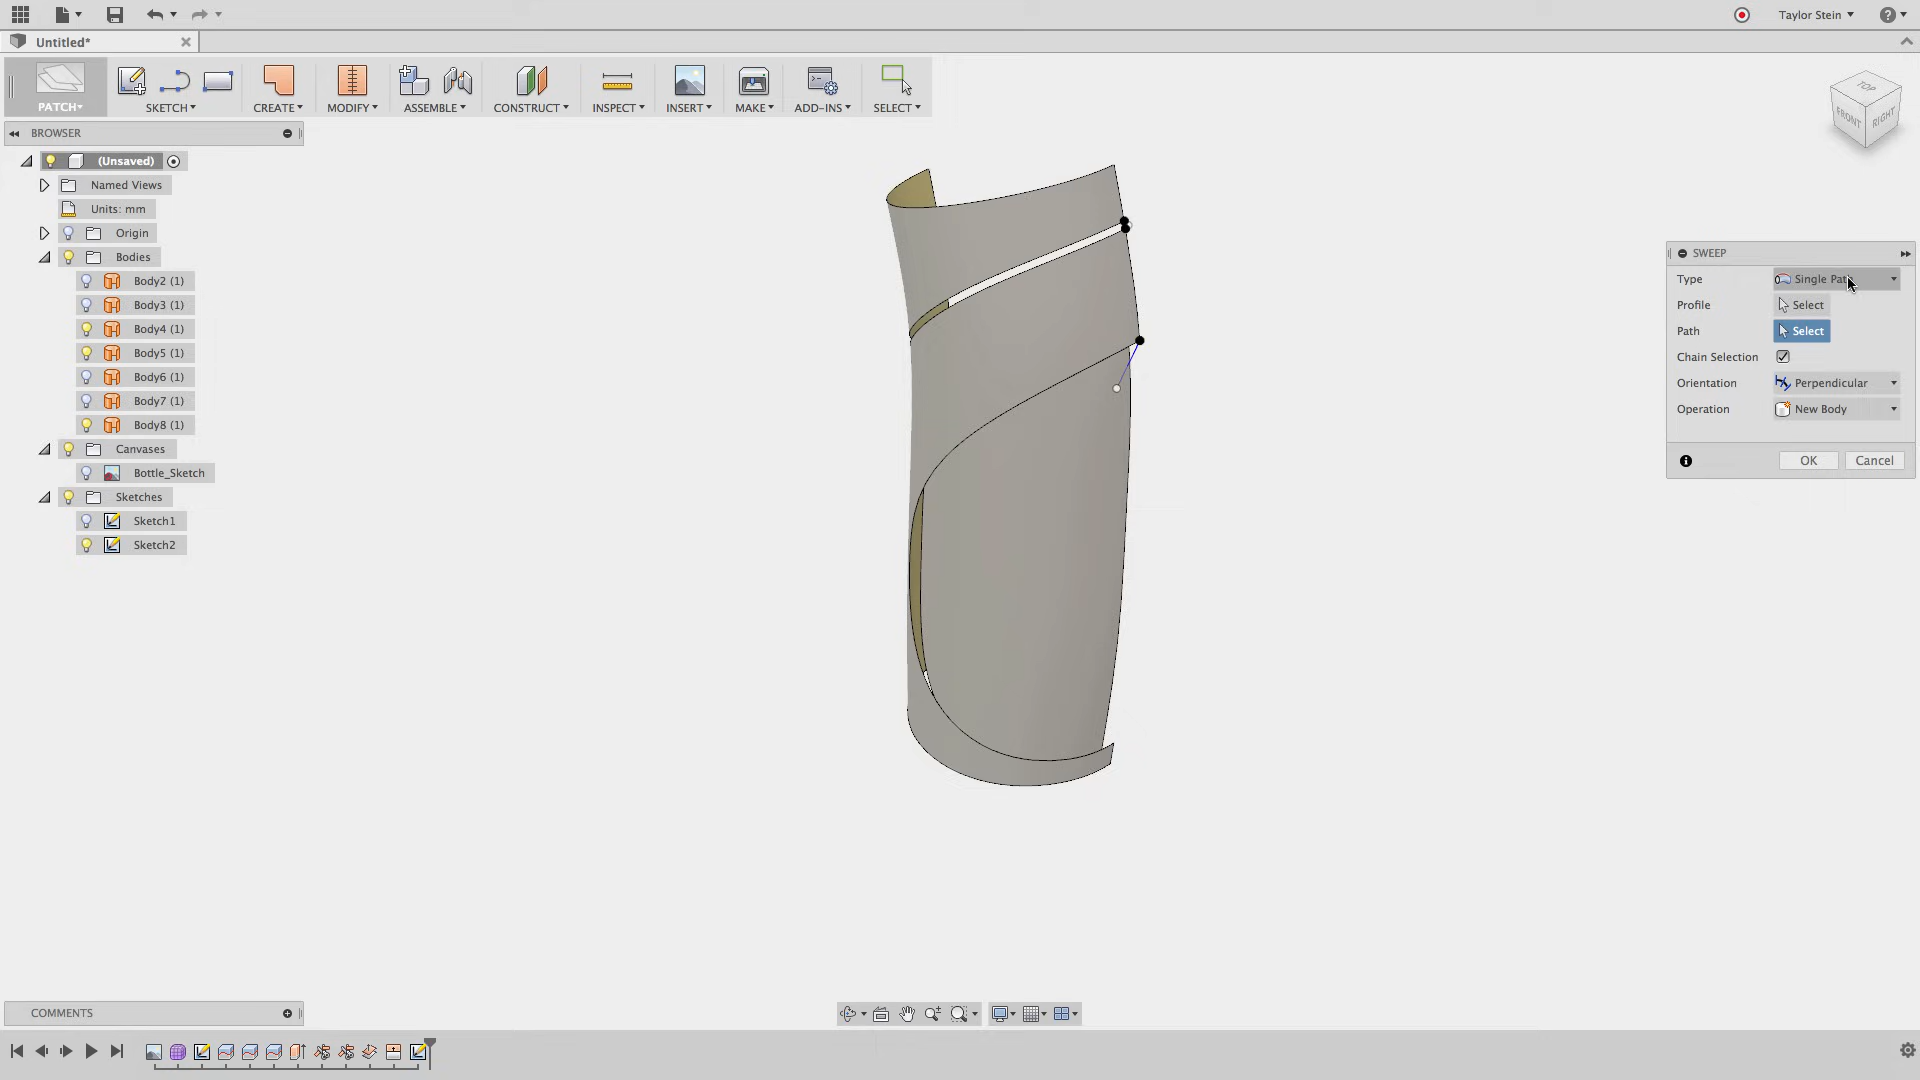 Taylor Stein
Untitled*
PATCH
SKETCH
CREATE
MODIFY
ASSEMBLE
CONSTRUCT
INSPECT
INSERT
MAKE
ADD-INS
SELECT
TOP
FRONT
RIGHT
BROWSER
(Unsaved)
Named Views
Units: mm
Origin
Bodies
Body2 (1)
Body3 (1)
Body4 (1)
Body5 (1)
Body6 (1)
Body7 (1)
Body8 (1)
Canvases
Bottle_Sketch
Sketches
Sketch1
Sketch2
SWEEP
Type Single Path
Profile Select
Path Select
Chain Selection
Orientation Perpendicular
Operation New Body
OK Cancel
COMMENTS